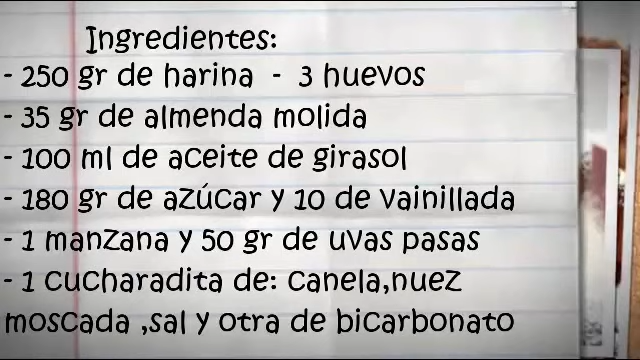 Ingredientes:
- 250 gr de harina - 3 huevos
- 35 gr de almenda molida
- 100 ml de aceite de girasol
- 180 gr de azúcar y 10 de vainillada
- 1 manzana y 50 gr de uvas pasas
- 1 cucharadita de: canela,nuez
moscada ,sal y otra de bicarbonato